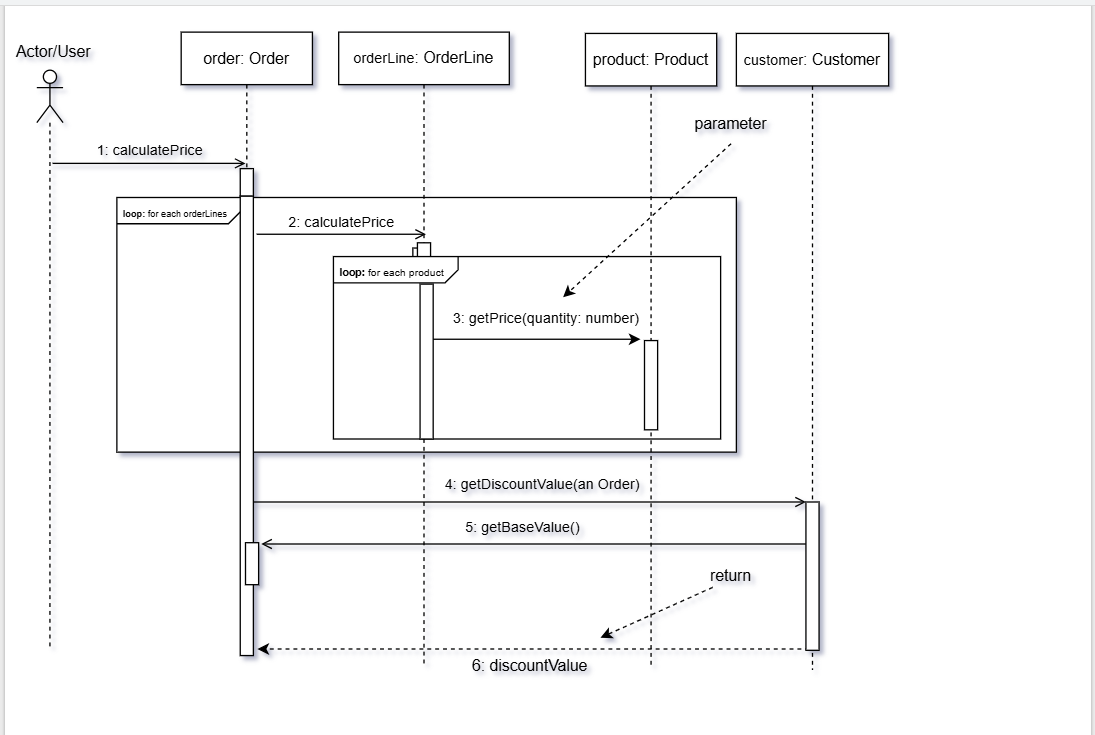 Actor/User
order: Order
orderLine: OrderLine
product: Product
customer: Customer
parameter
1: calculatePrice
loop: for each orderLines
2: calculatePrice
loop: for each product
3: getPrice(quantity: number)
4: getDiscountValue(an Order)
5: getBaseValue()
return
6: discountValue